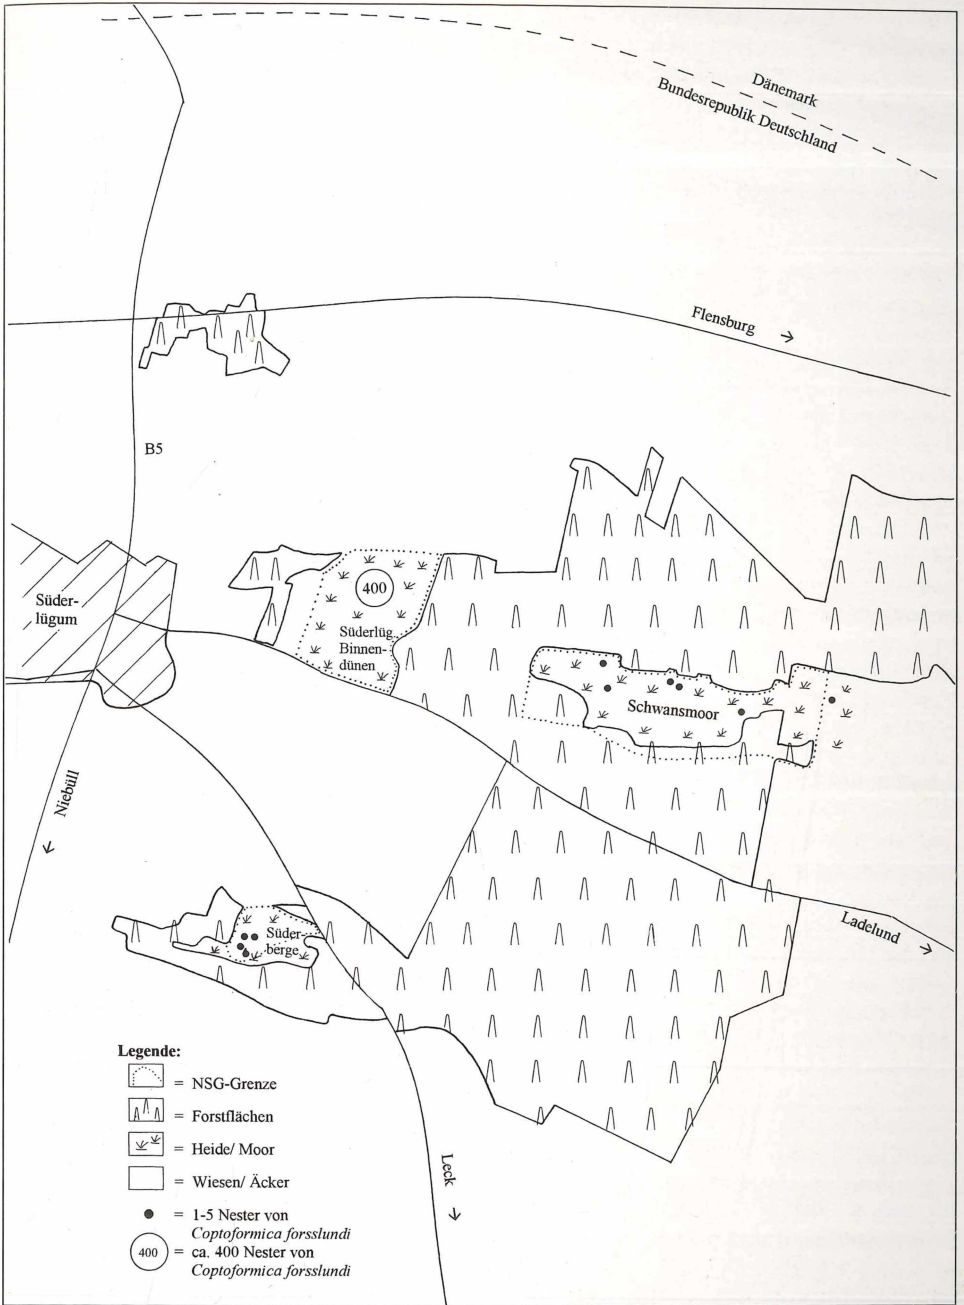 Dänemark
Bundesrepublik Deutschland
Flensburg
B5
Süder-
lügum
400
Süderlüg.
Binnen-
dünen
Schwansmoor
Niebüll
Süder-
berge
Ladelund
Leck
Legende:
= NSG-Grenze
= Forstflächen
= Heide/ Moor
= Wiesen/ Äcker
= 1-5 Nester von
Coptoformica forsslundi
400 = ca. 400 Nester von
Coptoformica forsslundi